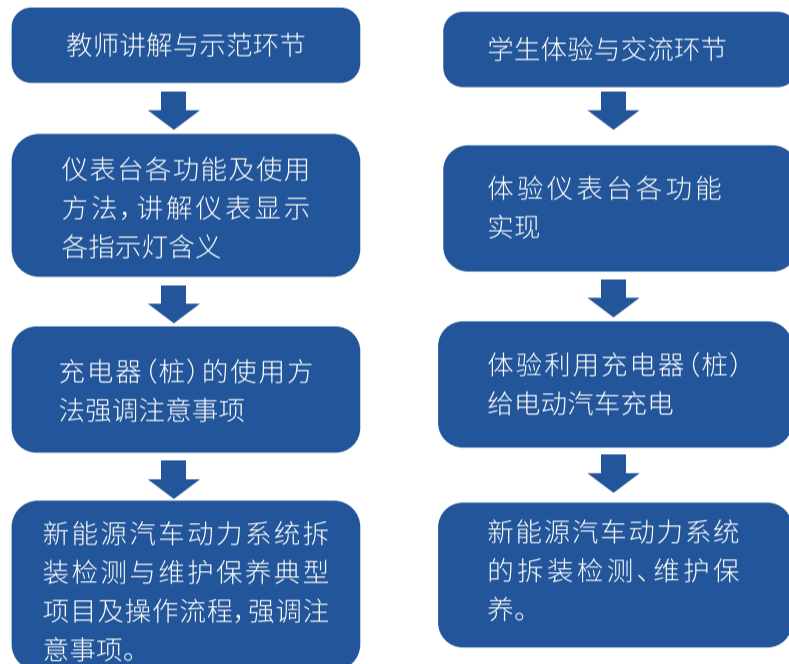 教师讲解与示范环节
仪表台各功能及使用
方法，讲解仪表显示
各指示灯含义
充电器（桩）的使用方
法强调注意事项
新能源汽车动力系统拆
装检测与维护保养典型
项目及操作流程，强调注
意事项。
学生体验与交流环节
体验仪表台各功能
实现
体验利用充电器（桩）
给电动汽车充电
新能源汽车动力系统
的拆装检测、维护保
养。